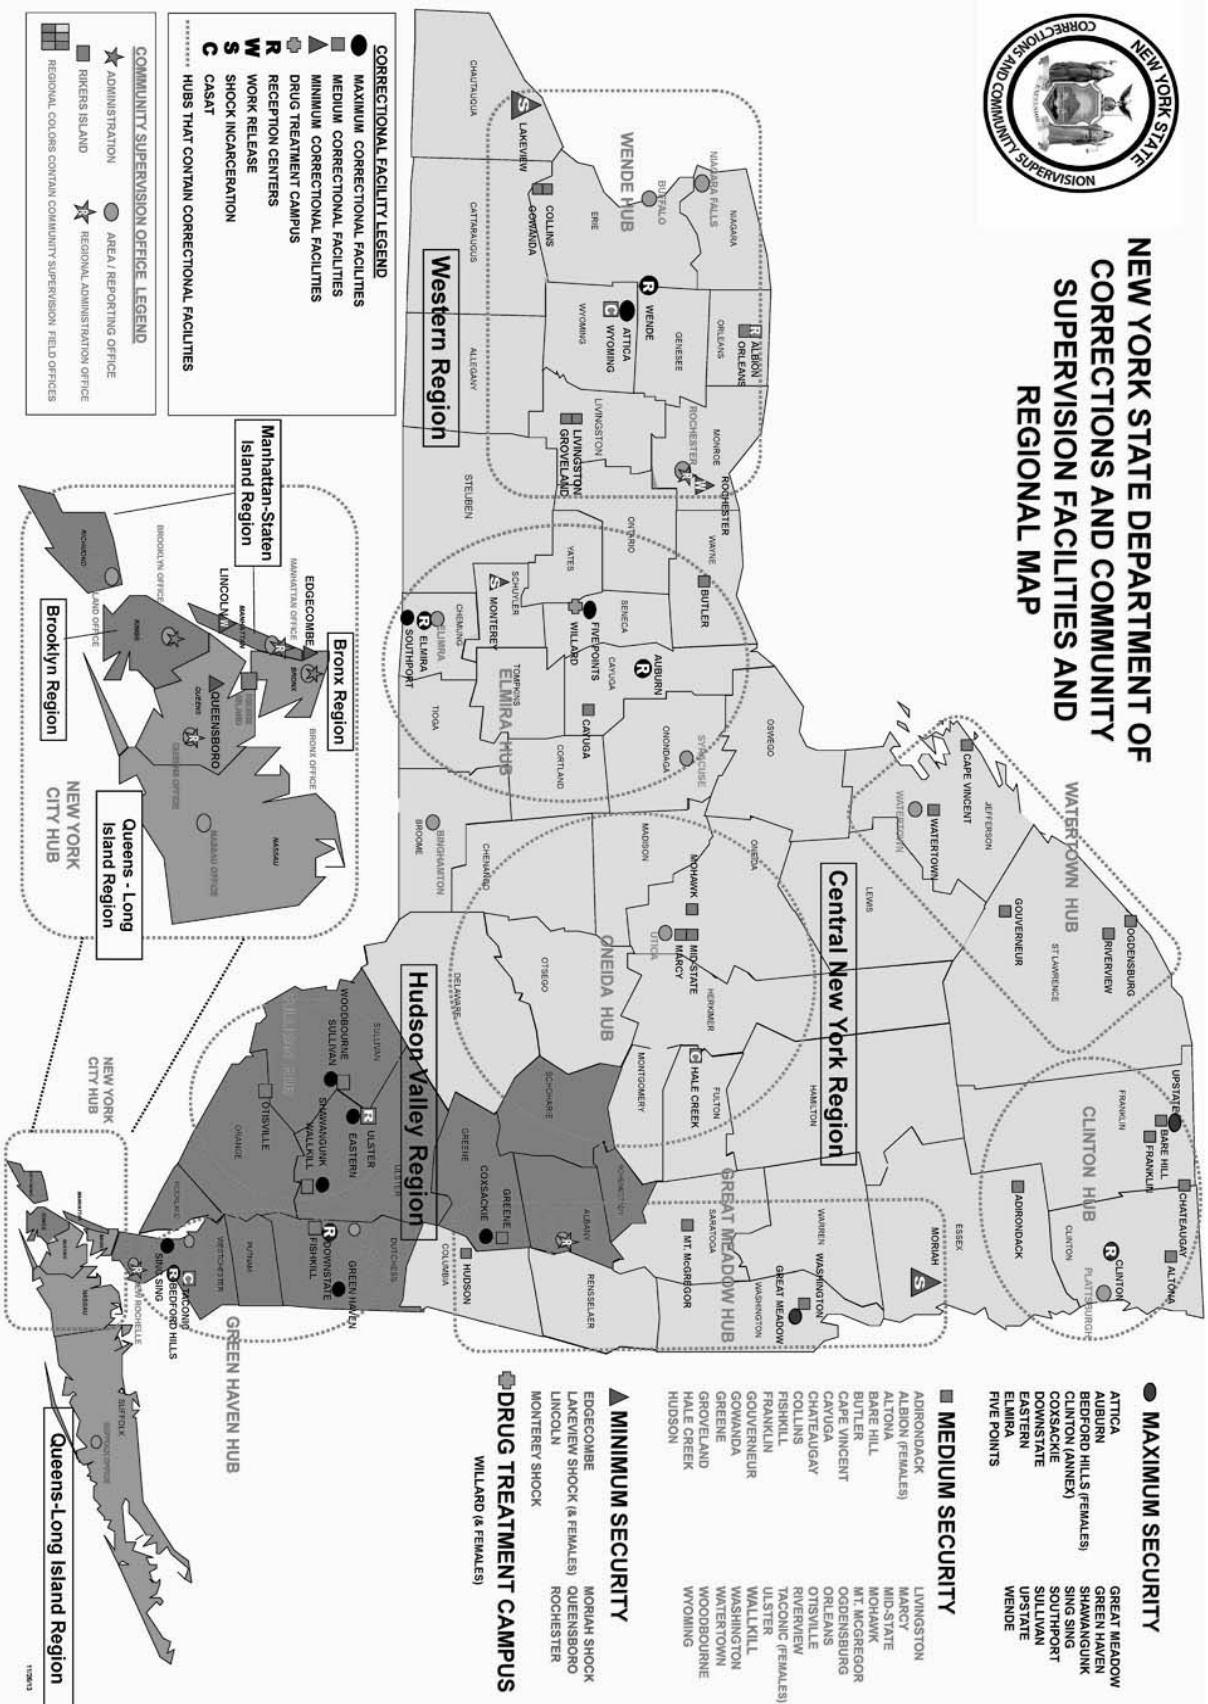 NEW YORK STATE
CORRECTIONS AND COMMUNITY SUPERVISION
EXCELSIOR
NEW YORK STATE DEPARTMENT OF
CORRECTIONS AND COMMUNITY
SUPERVISION FACILITIES AND
REGIONAL MAP
WATERTOWN HUB
OGDENSBURG
RIVERVIEW
CAPE VINCENT
JEFFERSON
GOUVERNEUR
ST LAWRENCE
WATERTOWN
WATERTOWN
LEWIS
UPSTATE
BARE HILL
FRANKLIN
FRANKLIN
CHATEAUGAY
ALTONA
CLINTON HUB
CLINTON
CLINTON
PLATTSBURGH
ADIRONDACK
ESSEX
MORIAH
S
R
Central New York Region
HAMILTON
WARREN
WASHINGTON
GREAT MEADOW
WASHINGTON
GREAT MEADOW HUB
SARATOGA
MT. McGREGOR
FULTON
HALE CREEK
C
MONTGOMERY
HERKIMER
ONEIDA
MOHAWK
MID-STATE
MARCY
UTICA
MADISON
ONEIDA HUB
OTSEGO
CHENANGO
DELAWARE
OSWEGO
SYRACUSE
ONONDAGA
AUBURN
R
CAYUGA
CAYUGA
CORTLAND
ELMIRA HUB
TOMPKINS
TIOGA
BINGHAMTON
BROOME
WENDE HUB
NIAGARA FALLS
NIAGARA
BUFFALO
ERIE
LAKEVIEW
S
CHAUTAUQUA
COLLINS
GOWANDA
CATTARAUGUS
WENDE
R
ATTICA
WYOMING
C
WYOMING
ALBION
R
ORLEANS
ORLEANS
GENESEE
ROCHESTER
MONROE
ROCHESTER
W
R
LIVINGSTON
LIVINGSTON
GROVELAND
ALLEGANY
Western Region
STEUBEN
ONTARIO
WAYNE
BUTLER
YATES
SENECA
FIVE POINTS
WILLARD
SCHUYLER
MONTEREY
S
CHEMUNG
ELMIRA
R
ELMIRA
SOUTHPORT
Hudson Valley Region
SCHOHARIE
SCHENECTADY
ALBANY
R
RENSSELAER
GREENE
GREENE
COXSACKIE
COLUMBIA
HUDSON
SULLIVAN HUB
SULLIVAN
WOODBOURNE
SULLIVAN
ULSTER
R
ULSTER
EASTERN
SHAWANGUNK
WALLKILL
OTISVILLE
ORANGE
DUTCHESS
DOWNSTATE
R
FISHKILL
GREEN HAVEN
PUTNAM
WESTCHESTER
ROCKLAND
TACONIC
C
BEDFORD HILLS
R
SING SING
NEW ROCHELLE
GREEN HAVEN HUB
NEW YORK
CITY HUB
SUFFOLK
NASSAU
Queens-Long Island Region
CORRECTIONAL FACILITY LEGEND
MAXIMUM CORRECTIONAL FACILITIES
MEDIUM CORRECTIONAL FACILITIES
MINIMUM CORRECTIONAL FACILITIES
DRUG TREATMENT CAMPUS
R RECEPTION CENTERS
W WORK RELEASE
S SHOCK INCARCERATION
C CASAT
HUBS THAT CONTAIN CORRECTIONAL FACILITIES
COMMUNITY SUPERVISION OFFICE LEGEND
ADMINISTRATION
AREA / REPORTING OFFICE
RIKERS ISLAND
R REGIONAL ADMINISTRATION OFFICE
REGIONAL COLORS CONTAIN COMMUNITY SUPERVISION FIELD OFFICES
Manhattan-Staten
Island Region
Bronx Region
Brooklyn Region
Queens - Long
Island Region
NEW YORK
CITY HUB
EDGECOMBE
MANHATTAN OFFICE
LINCOLN
W
MANHATTAN
BRONX
BRONX OFFICE
BROOKLYN OFFICE
RICHMOND
KINGS
QUEENSBORO
QUEENS
QUEENS OFFICE
NASSAU OFFICE
NASSAU
MAXIMUM SECURITY
ATTICA
AUBURN
BEDFORD HILLS (FEMALES)
CLINTON (ANNEX)
COXSACKIE
DOWNSTATE
EASTERN
ELMIRA
FIVE POINTS
GREAT MEADOW
GREEN HAVEN
SHAWANGUNK
SING SING
SOUTHPORT
SULLIVAN
UPSTATE
WENDE
MEDIUM SECURITY
ADIRONDACK
ALBION (FEMALES)
ALTONA
BARE HILL
BUTLER
CAPE VINCENT
CAYUGA
CHATEAUGAY
COLLINS
FISHKILL
FRANKLIN
GOUVERNEUR
GOWANDA
GREENE
GROVELAND
HALE CREEK
HUDSON
LIVINGSTON
MARCY
MID-STATE
MOHAWK
MT. MCGREGOR
OGDENSBURG
ORLEANS
OTISVILLE
RIVERVIEW
TACONIC (FEMALES)
ULSTER
WALLKILL
WASHINGTON
WATERTOWN
WOODBOURNE
WYOMING
MINIMUM SECURITY
EDGECOMBE
LAKEVIEW SHOCK (& FEMALES)
LINCOLN
MONTEREY SHOCK
MORIAH SHOCK
QUEENSBORO
ROCHESTER
DRUG TREATMENT CAMPUS
WILLARD (& FEMALES)
11/26/13